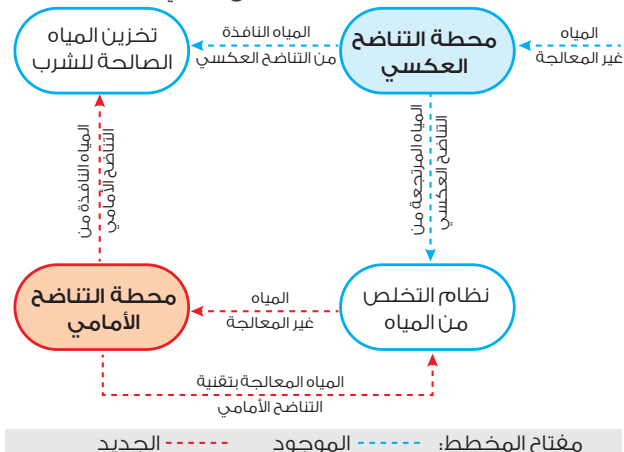 المياه
غير المعالجة
محطة التناضح
العكسي
المياه النافذة
من التناضح العكسي
تخزين المياه
الصالحة للشرب
المياه المرتجعة من
التناضح العكسي
المياه النافذة من
التناضح الأمامي
نظام التخلص
من المياه
المياه
غير المعالجة
محطة التناضح
الأمامي
المياه المعالجة بتقنية
التناضح الأمامي
مفتاح المخطط: الموجود الجديد